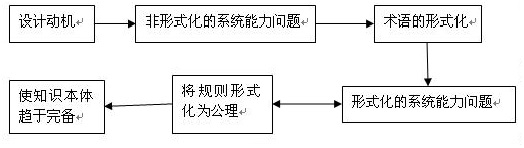 设计动机
非形式化的系统能力问题
术语的形式化
形式化的系统能力问题
将规则形式
化为公理
使知识本体
趋于完备